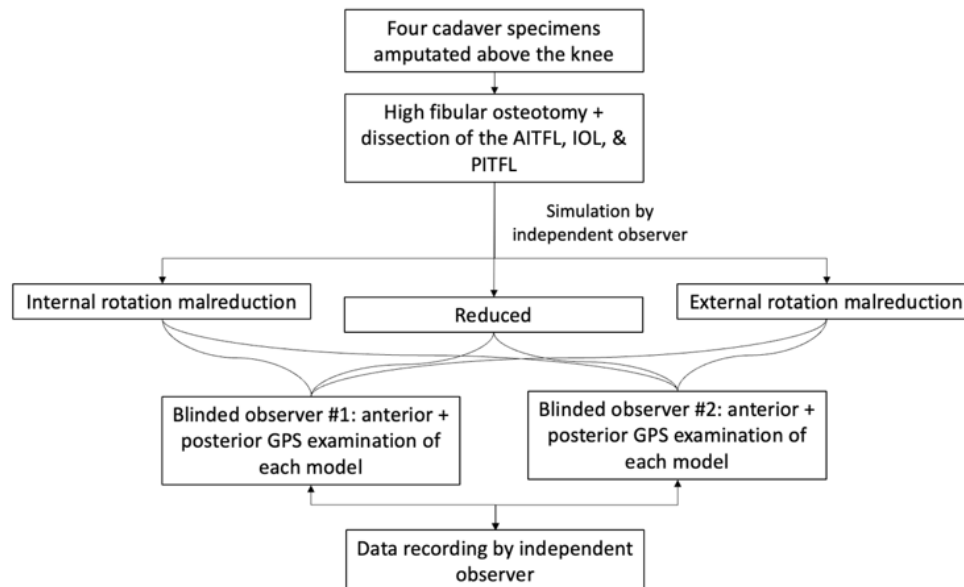 Four cadaver specimens
amputated above the knee
High fibular osteotomy +
dissection of the AITFL, IOL, &
PITFL
Simulation by
independent observer
Internal rotation malreduction
Reduced
External rotation malreduction
Blinded observer #1: anterior +
posterior GPS examination of
each model
Blinded observer #2: anterior +
posterior GPS examination of
each model
Data recording by independent
observer